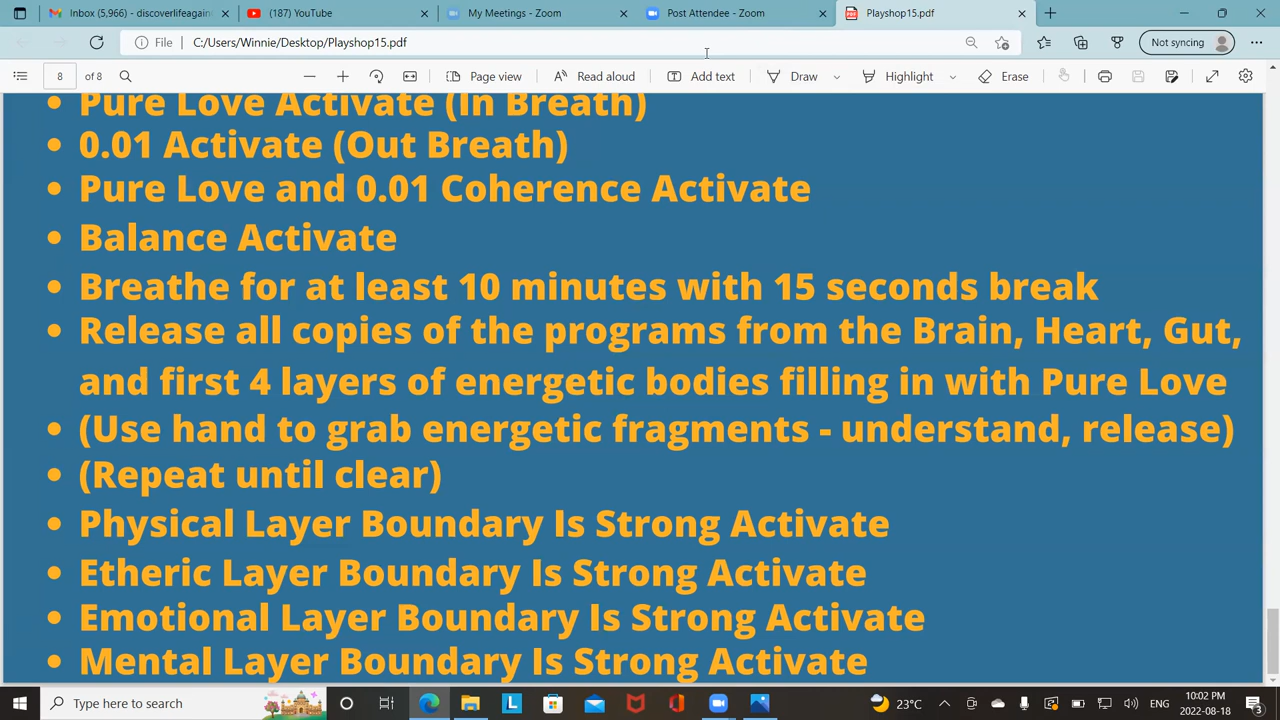 Inbox (5,966) - discoverlifeagain
(187) YouTube
My Meetings - Zoom
Post Attendee - Zoom
Playshop15.pdf
File
C:/Users/Winnie/Desktop/Playshop15.pdf
Not syncing
8 of 8
Page view
Read aloud
Add text
Draw
Highlight
Erase
• Pure Love Activate (In Breath)
• 0.01 Activate (Out Breath)
• Pure Love and 0.01 Coherence Activate
• Balance Activate
• Breathe for at least 10 minutes with 15 seconds break
• Release all copies of the programs from the Brain, Heart, Gut,
and first 4 layers of energetic bodies filling in with Pure Love
• (Use hand to grab energetic fragments - understand, release)
• (Repeat until clear)
• Physical Layer Boundary Is Strong Activate
• Etheric Layer Boundary Is Strong Activate
• Emotional Layer Boundary Is Strong Activate
• Mental Layer Boundary Is Strong Activate
Type here to search
23°C
ENG
10:02 PM
2022-08-18
3